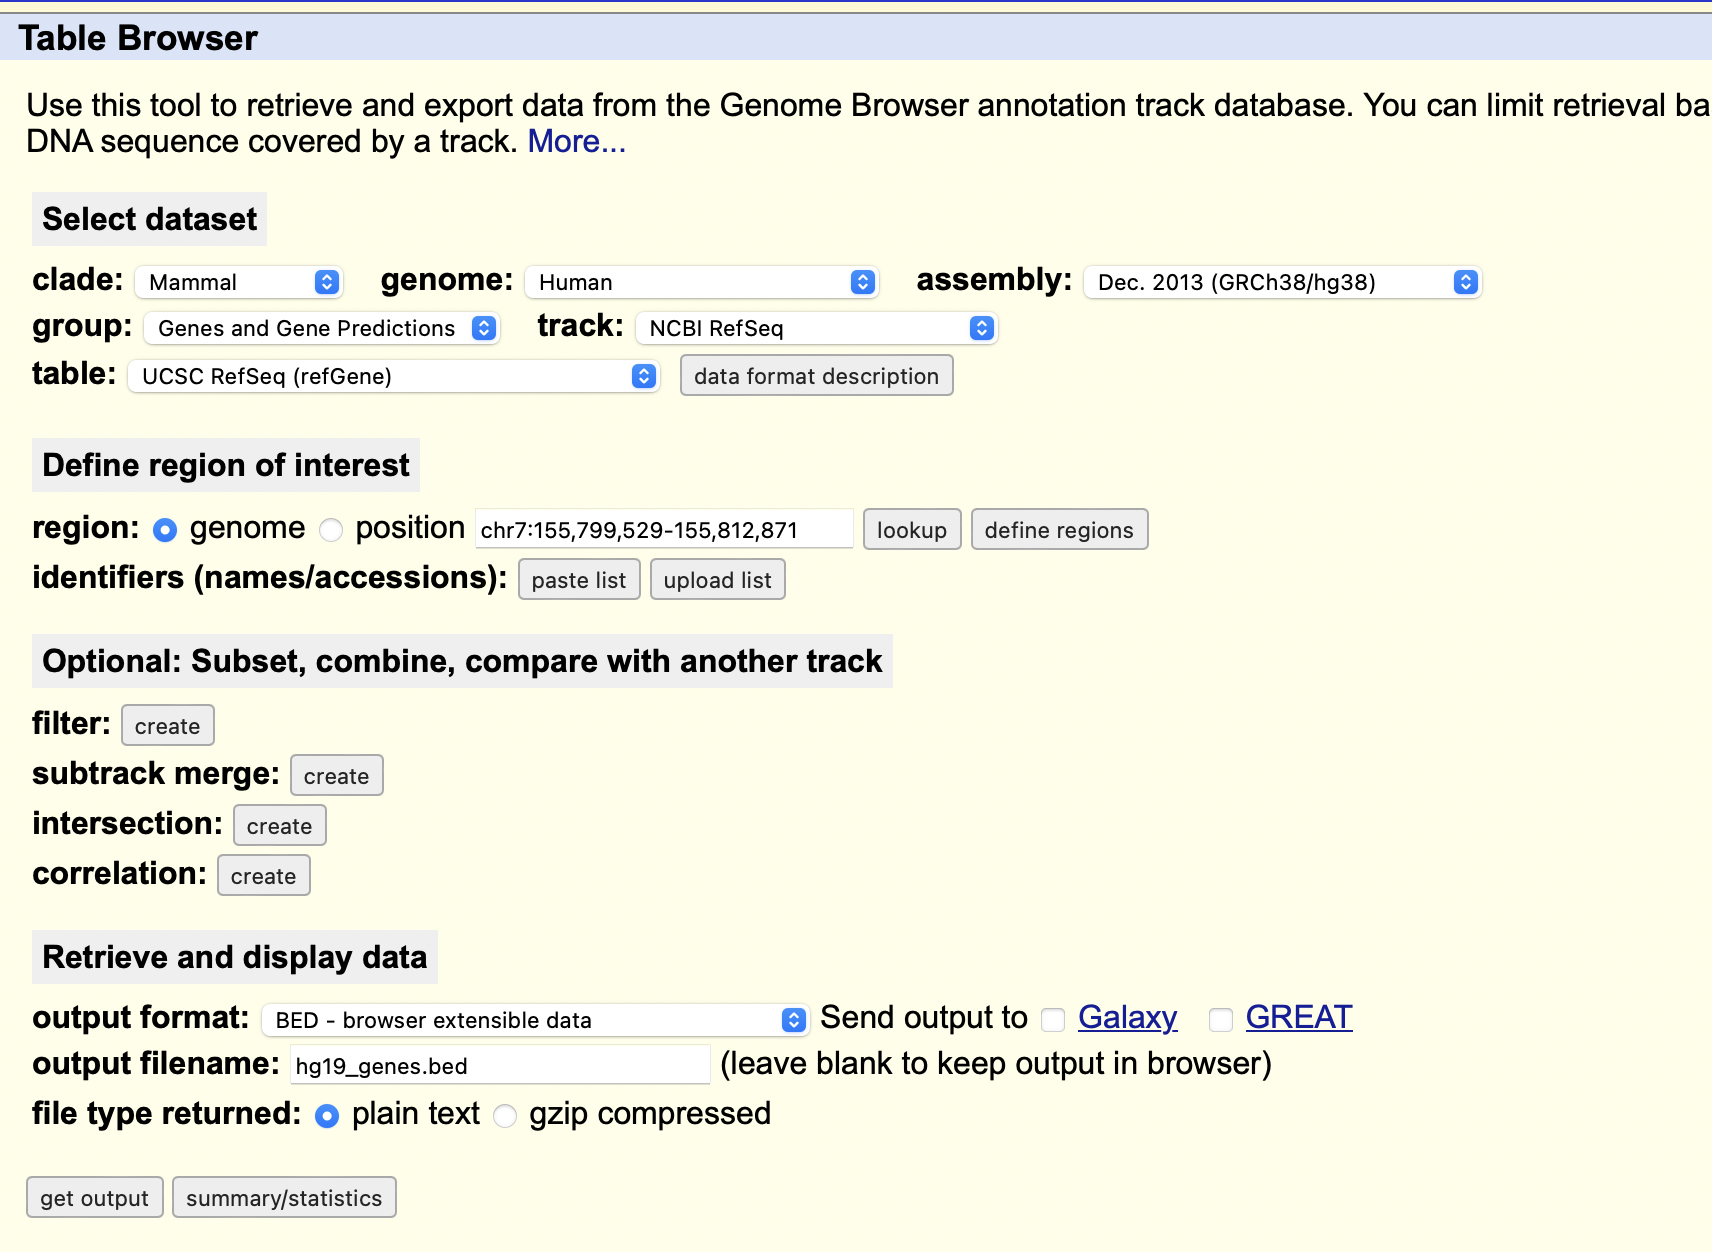 Table Browser
Use this tool to retrieve and export data from the Genome Browser annotation track database. You can limit retrieval ba
DNA sequence covered by a track. More...
Select dataset
clade: Mammal genome: Human assembly: Dec. 2013 (GRCh38/hg38)
group: Genes and Gene Predictions track: NCBI RefSeq
table: UCSC RefSeq (refGene) data format description
Define region of interest
region: genome position chr7:155,799,529-155,812,871 lookup define regions
identifiers (names/accessions): paste list upload list
Optional: Subset, combine, compare with another track
filter: create
subtrack merge: create
intersection: create
correlation: create
Retrieve and display data
output format: BED - browser extensible data Send output to Galaxy GREAT
output filename: hg19_genes.bed (leave blank to keep output in browser)
file type returned: plain text gzip compressed
get output summary/statistics